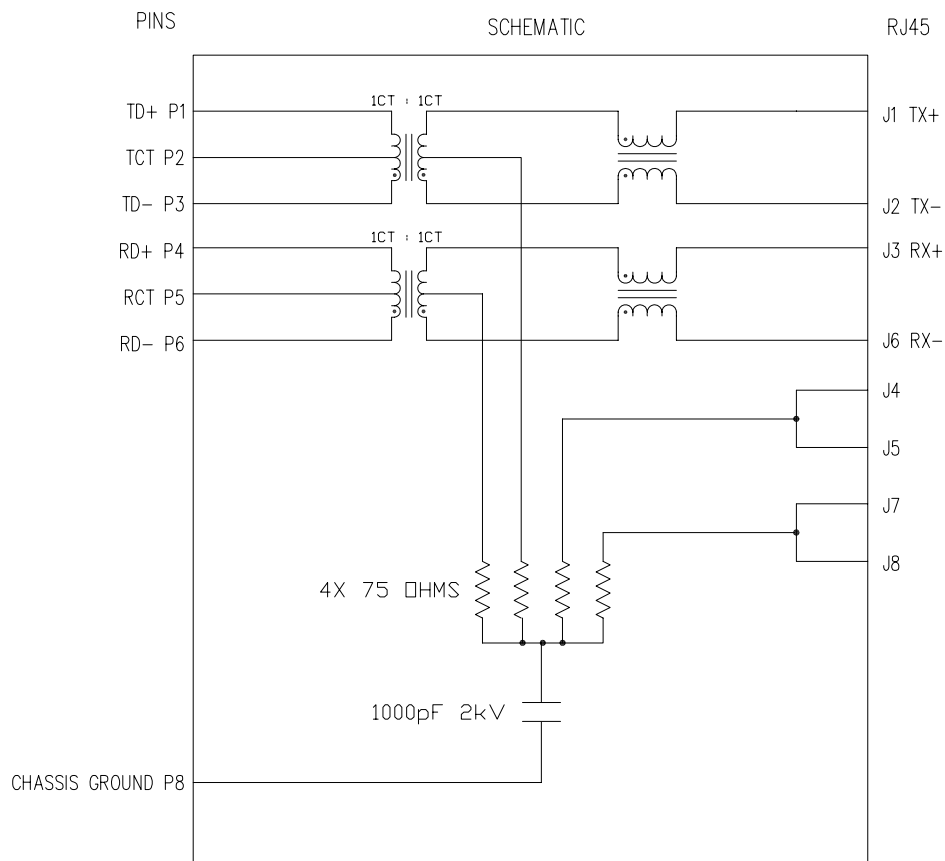 PINS
SCHEMATIC
RJ45
1CT : 1CT
TD+ P1
J1 TX+
TCT P2
TD- P3
J2 TX-
1CT : 1CT
RD+ P4
J3 RX+
RCT P5
RD- P6
J6 RX-
J4
J5
J7
J8
4X 75 OHMS
1000pF 2kV
CHASSIS GROUND P8